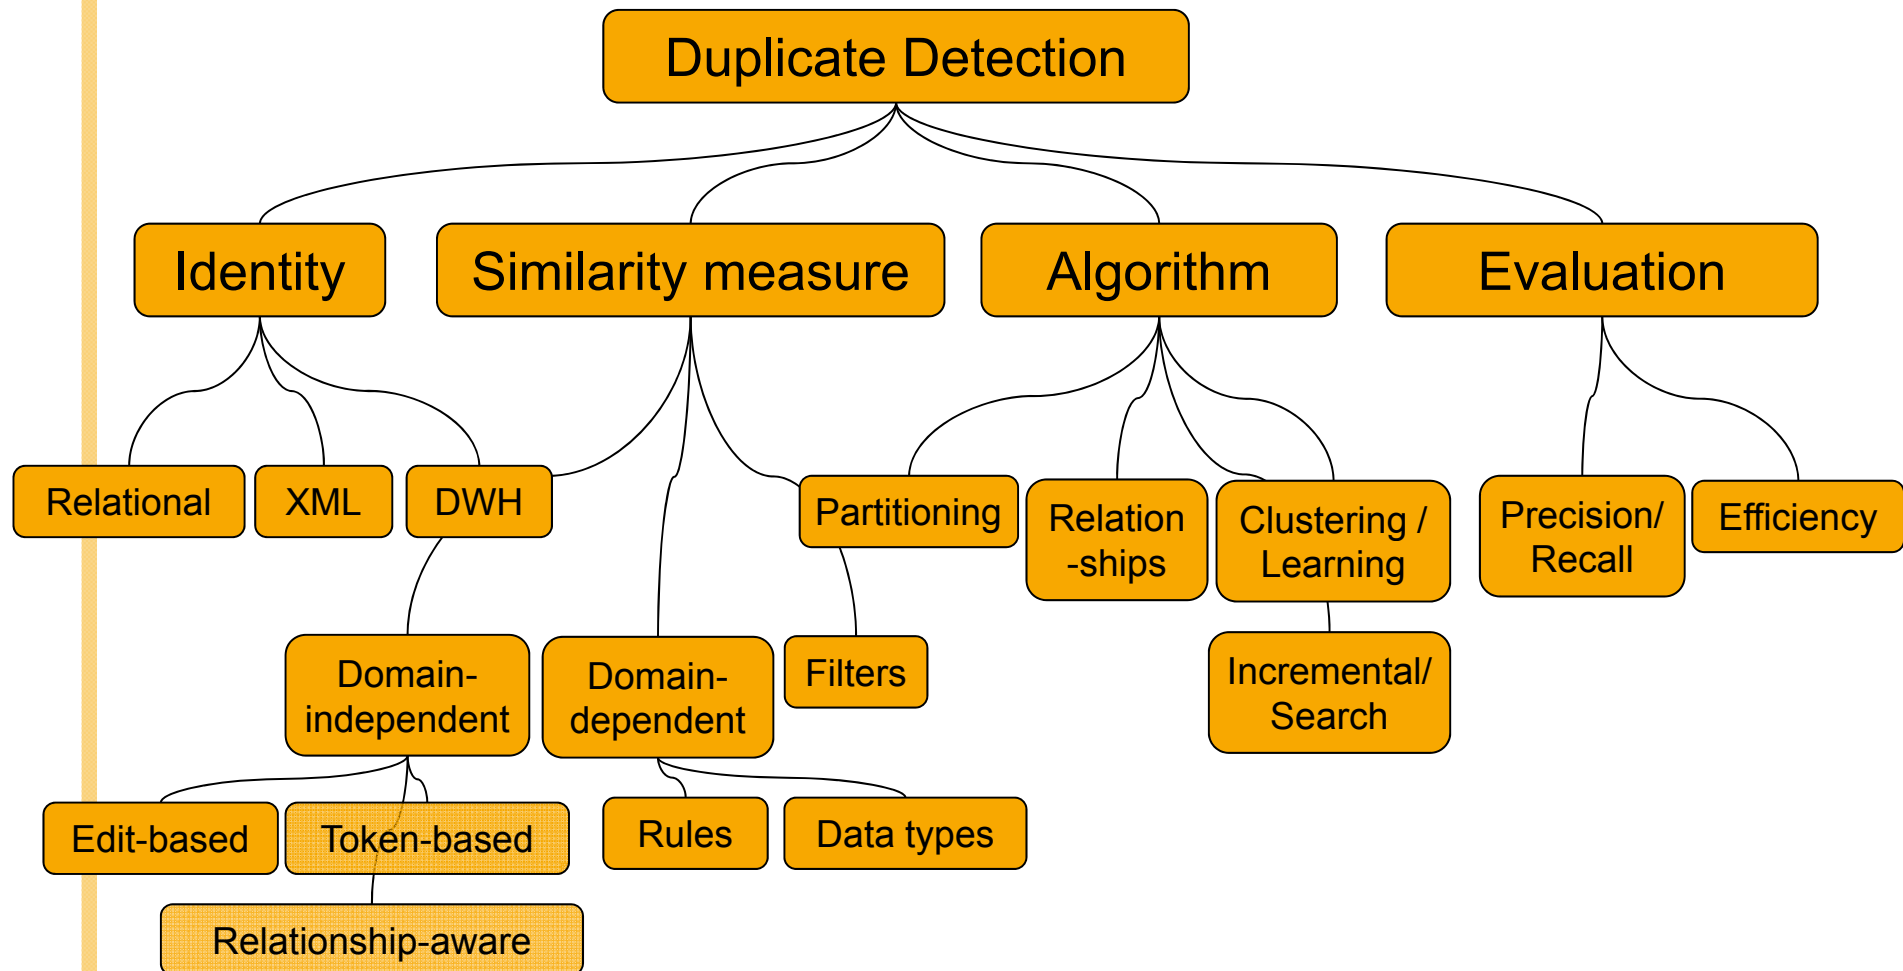 Duplicate Detection
Identity
Similarity measure
Algorithm
Evaluation
Relational
XML
DWH
Partitioning
Relation
-ships
Clustering /
Learning
Precision/
Recall
Efficiency
Domain-
independent
Domain-
dependent
Filters
Incremental/
Search
Edit-based
Token-based
Rules
Data types
Relationship-aware